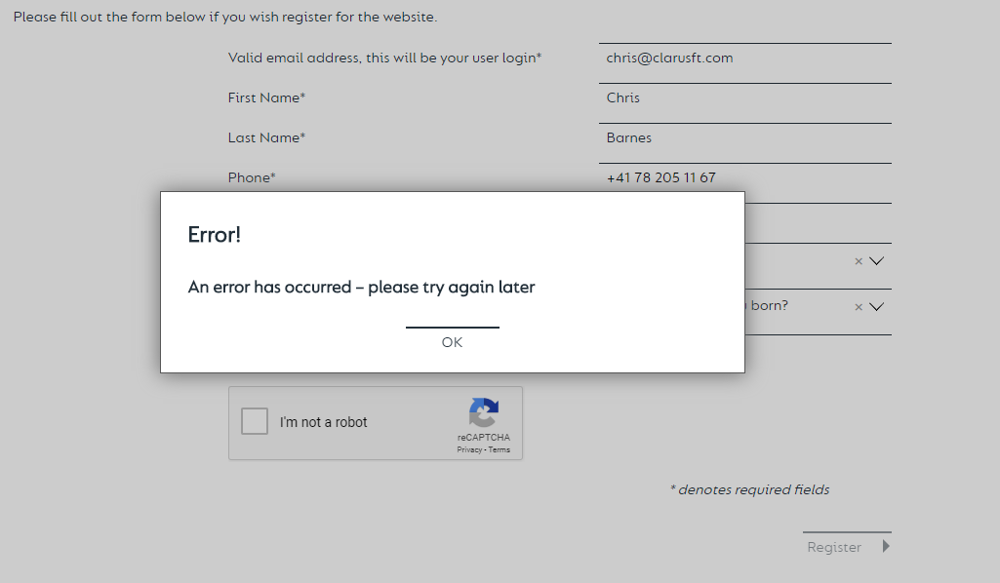 Please fill out the form below if you wish register for the website.
Valid email address, this will be your user login* chris@clarusft.com
First Name* Chris
Last Name* Barnes
Phone* +41 78 205 11 67
Error!
An error has occurred – please try again later
born?
OK
I'm not a robot
reCAPTCHA
Privacy - Terms
* denotes required fields
Register